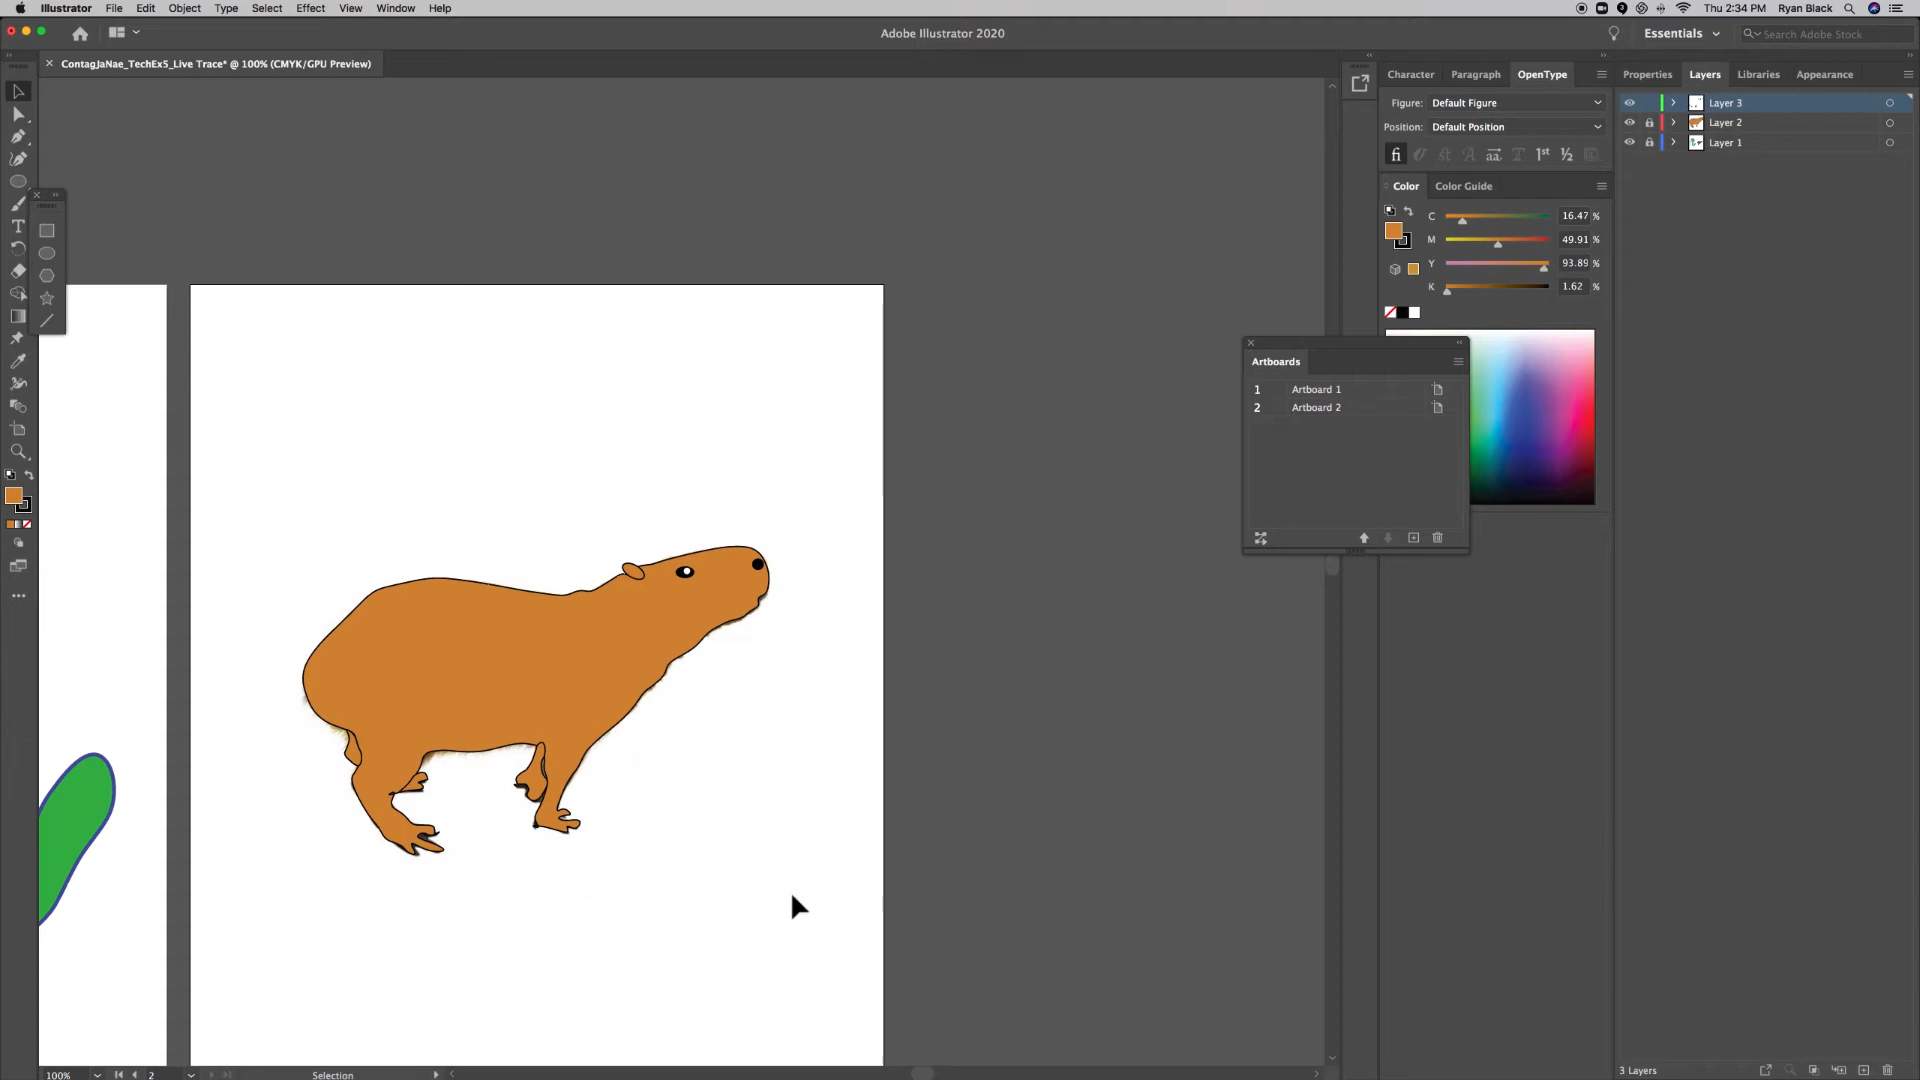 Illustrator File Edit Object Type Select Effect View Window Help
Thu 2:34 PM Ryan Black
Adobe Illustrator 2020
Essentials
Search Adobe Stock
ContagJaNae_TechEx5_Live Trace* @ 100% (CMYK/GPU Preview)
Character Paragraph OpenType
Properties Layers Libraries Appearance
Figure: Default Figure
Position: Default Position
Layer 3
Layer 2
Layer 1
Color Color Guide
C 16.47 %
M 49.91 %
Y 93.89 %
K 1.62 %
Artboards
1 Artboard 1
2 Artboard 2
100% 2 Selection
3 Layers